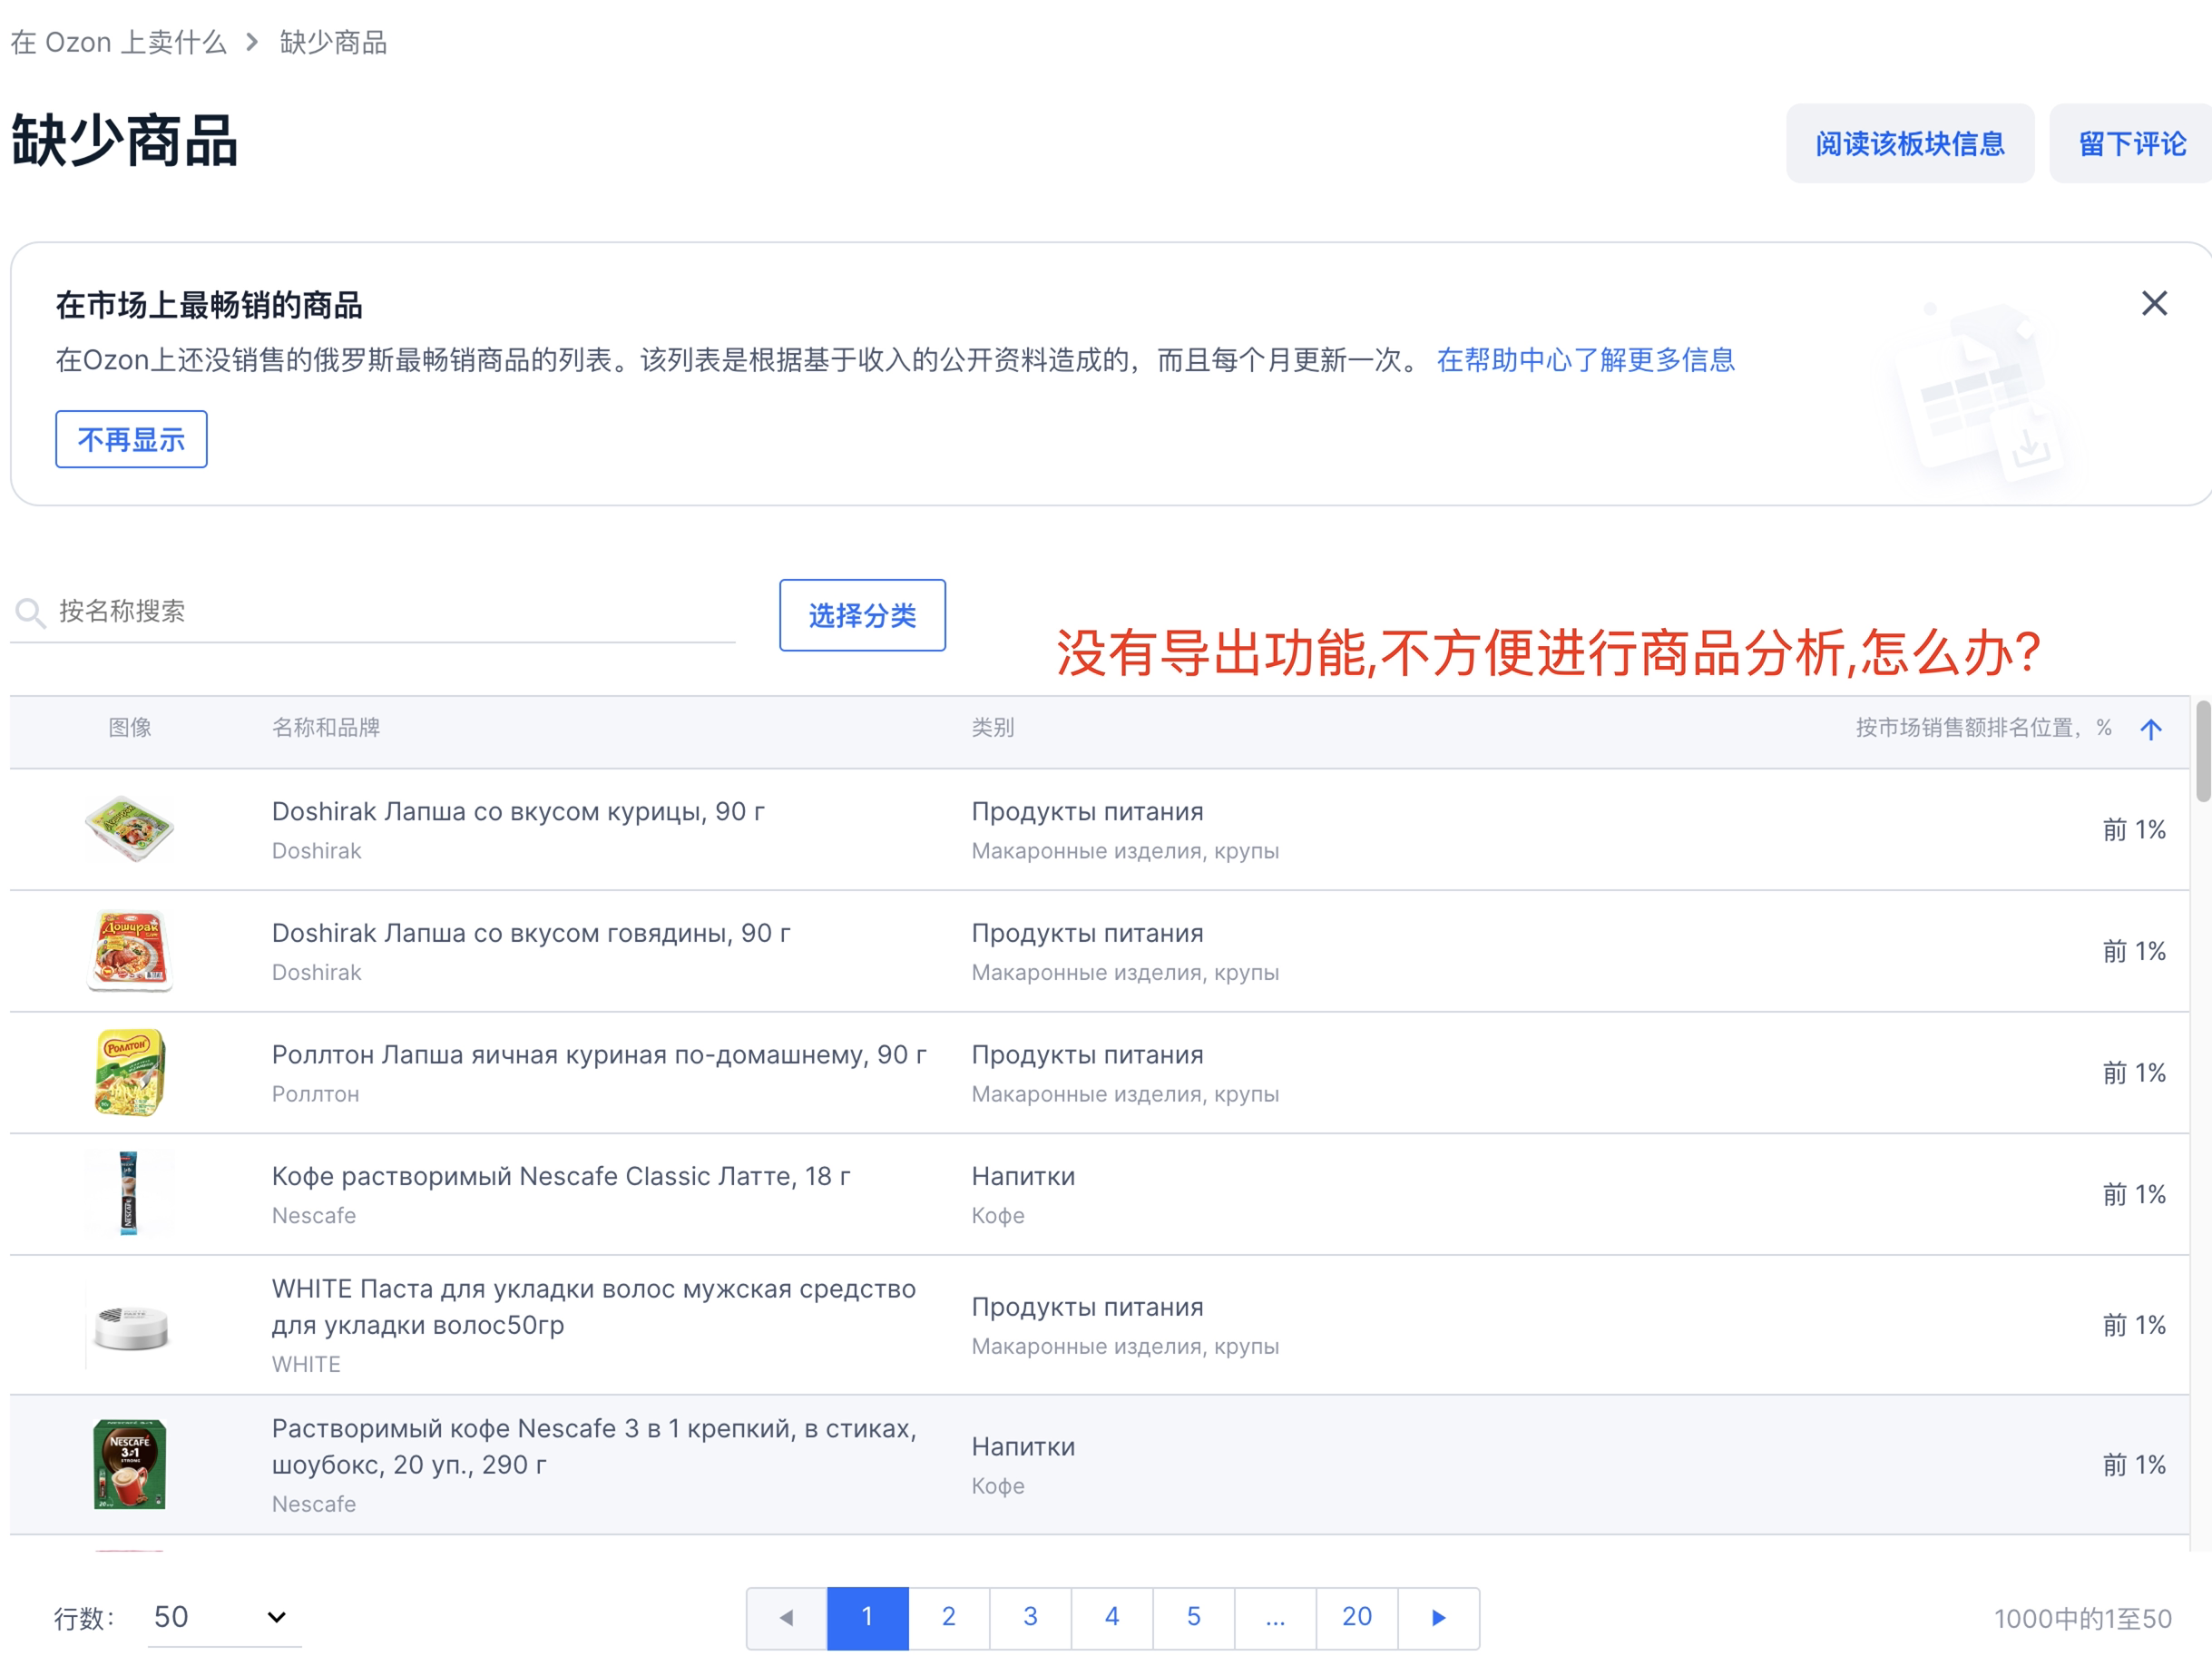 在 Ozon 上卖什么 > 缺少商品
缺少商品
阅读该板块信息
留下评论
在市场上最畅销的商品
在Ozon上还没销售的俄罗斯最畅销商品的列表。该列表是根据基于收入的公开资料造成的，而且每个月更新一次。 在帮助中心了解更多信息
不再显示
按名称搜索
选择分类
没有导出功能,不方便进行商品分析,怎么办?
图像 名称和品牌 类别 按市场销售额排名位置，%
Doshirak Лапша со вкусом курицы, 90 г
Doshirak
Продукты питания
Макаронные изделия, крупы
前 1%
Doshirak Лапша со вкусом говядины, 90 г
Doshirak
Продукты питания
Макаронные изделия, крупы
前 1%
Доширак
Роллтон Лапша яичная куриная по-домашнему, 90 г
Роллтон
Продукты питания
Макаронные изделия, крупы
前 1%
РОЛЛТОН
Кофе растворимый Nescafe Classic Латте, 18 г
Nescafe
Напитки
Кофе
前 1%
NESCAFÉ
WHITE Паста для укладки волос мужская средство
для укладки волос50гр
WHITE
Продукты питания
Макаронные изделия, крупы
前 1%
Растворимый кофе Nescafe 3 в 1 крепкий, в стиках,
шоубокс, 20 уп., 290 г
Nescafe
Напитки
Кофе
前 1%
NESCAFÉ
3в1
STRONG
行数： 50
1 2 3 4 5 ... 20
1000中的1至50